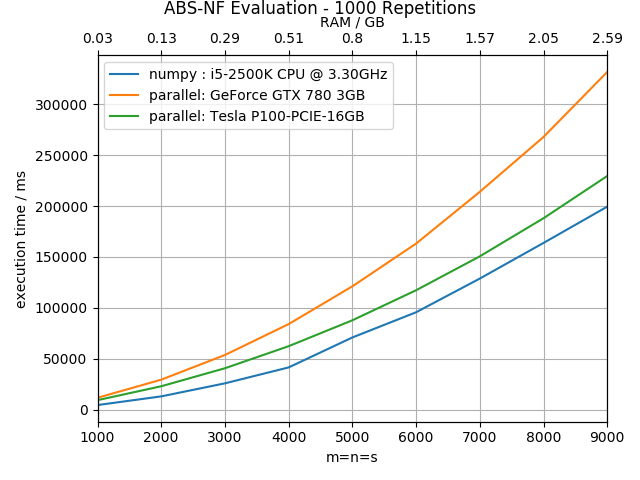 ABS-NF Evaluation - 1000 Repetitions
RAM / GB
0.03 0.13 0.29 0.51 0.8 1.15 1.57 2.05 2.59
numpy : i5-2500K CPU @ 3.30GHz
parallel: GeForce GTX 780 3GB
parallel: Tesla P100-PCIE-16GB
execution time / ms
300000
250000
200000
150000
100000
50000
0
1000 2000 3000 4000 5000 6000 7000 8000 9000
m=n=s